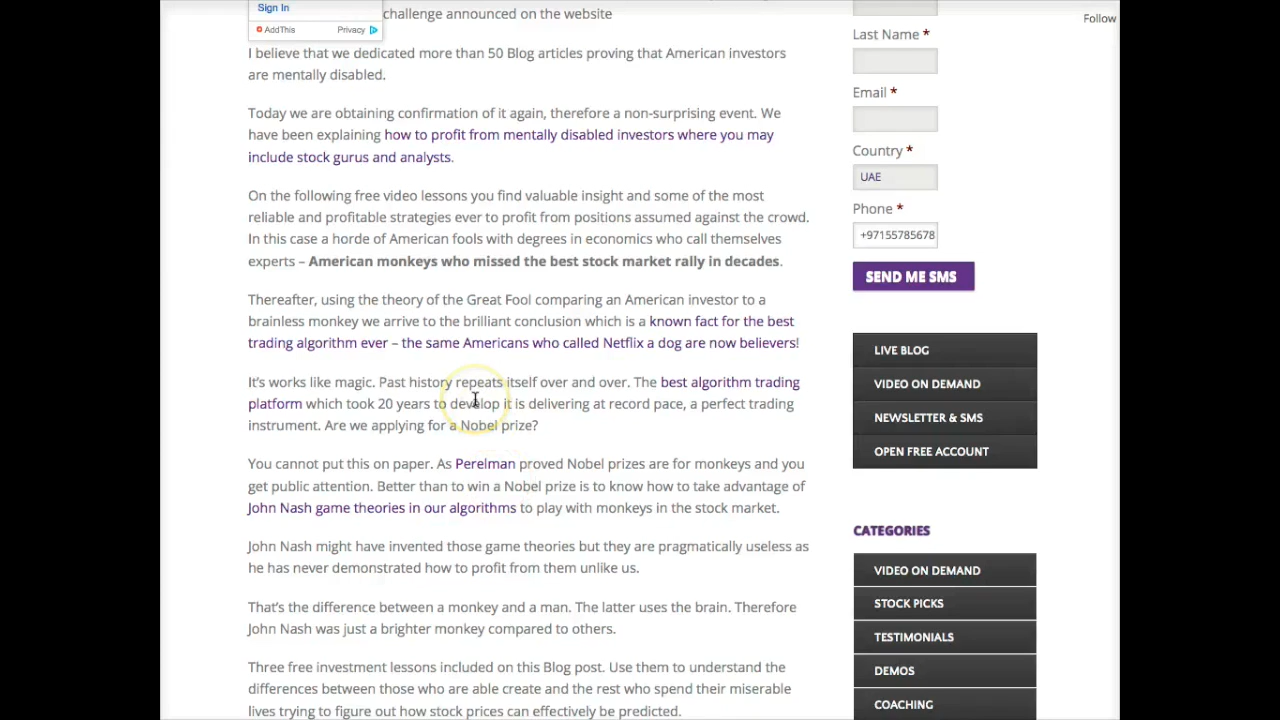 Sign In
AddThis
Privacy
challenge announced on the website
I believe that we dedicated more than 50 Blog articles proving that American investors
are mentally disabled.
Today we are obtaining confirmation of it again, therefore a non-surprising event. We
have been explaining how to profit from mentally disabled investors where you may
include stock gurus and analysts.
On the following free video lessons you find valuable insight and some of the most
reliable and profitable strategies ever to profit from positions assumed against the crowd.
In this case a horde of American fools with degrees in economics who call themselves
experts – American monkeys who missed the best stock market rally in decades.
Thereafter, using the theory of the Great Fool comparing an American investor to a
brainless monkey we arrive to the brilliant conclusion which is a known fact for the best
trading algorithm ever – the same Americans who called Netflix a dog are now believers!
It's works like magic. Past history repeats itself over and over. The best algorithm trading
platform which took 20 years to develop it is delivering at record pace, a perfect trading
instrument. Are we applying for a Nobel prize?
You cannot put this on paper. As Perelman proved Nobel prizes are for monkeys and you
get public attention. Better than to win a Nobel prize is to know how to take advantage of
John Nash game theories in our algorithms to play with monkeys in the stock market.
John Nash might have invented those game theories but they are pragmatically useless as
he has never demonstrated how to profit from them unlike us.
That's the difference between a monkey and a man. The latter uses the brain. Therefore
John Nash was just a brighter monkey compared to others.
Three free investment lessons included on this Blog post. Use them to understand the
differences between those who are able create and the rest who spend their miserable
lives trying to figure out how stock prices can effectively be predicted.
Follow
Last Name *
Email *
Country *
UAE
Phone *
+97155785678
SEND ME SMS
LIVE BLOG
VIDEO ON DEMAND
NEWSLETTER & SMS
OPEN FREE ACCOUNT
CATEGORIES
VIDEO ON DEMAND
STOCK PICKS
TESTIMONIALS
DEMOS
COACHING